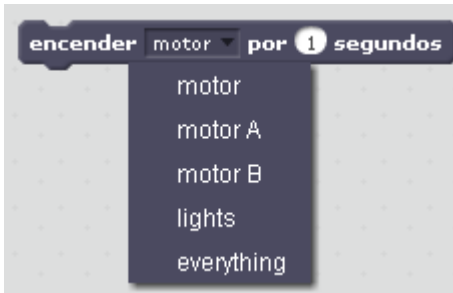 encender motor por 1 segundos
motor
motor A
motor B
lights
everything